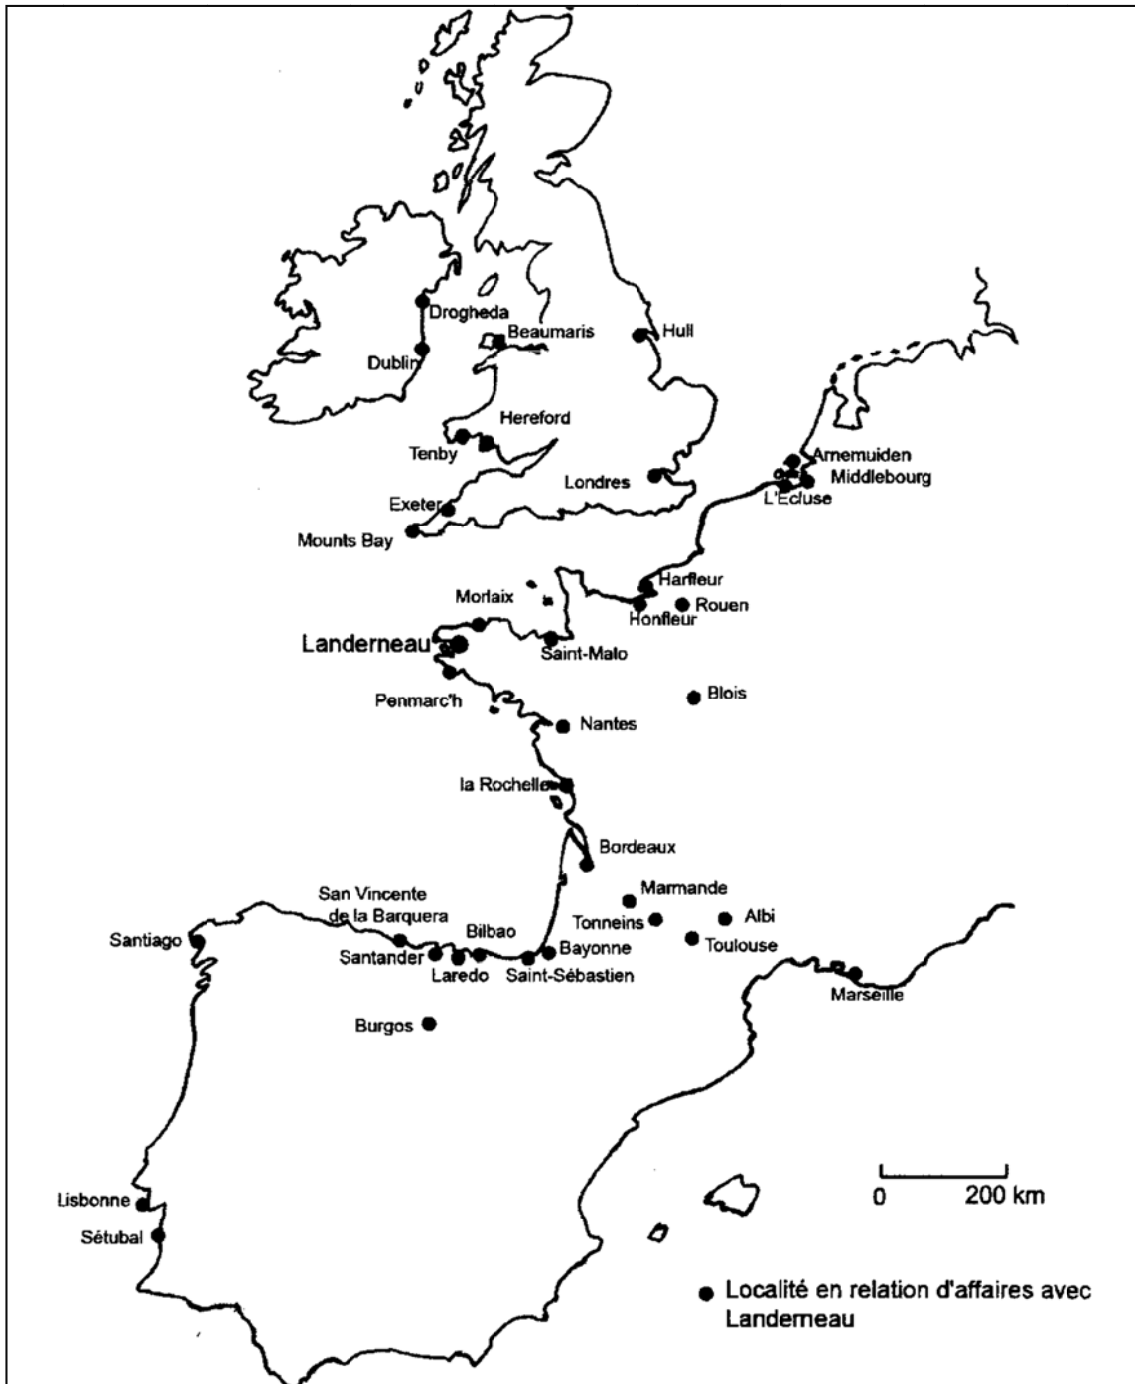 Drogheda
Beaumaris
Hull
Dublin
Hereford
Tenby
Arnemuiden
Middlebourg
Londres
L'Ecluse
Exeter
Mounts Bay
Harfleur
Morlaix
Rouen
Honfleur
Landerneau
Saint-Malo
Penmarc'h
Blois
Nantes
la Rochelle
Bordeaux
Marmande
San Vincente
de la Barquera
Tonneins
Albi
Bilbao
Santiago
Bayonne
Toulouse
Santander
Laredo
Saint-Sébastien
Marseille
Burgos
Lisbonne
0
200 km
Sétubal
Localité en relation d'affaires avec
Landerneau